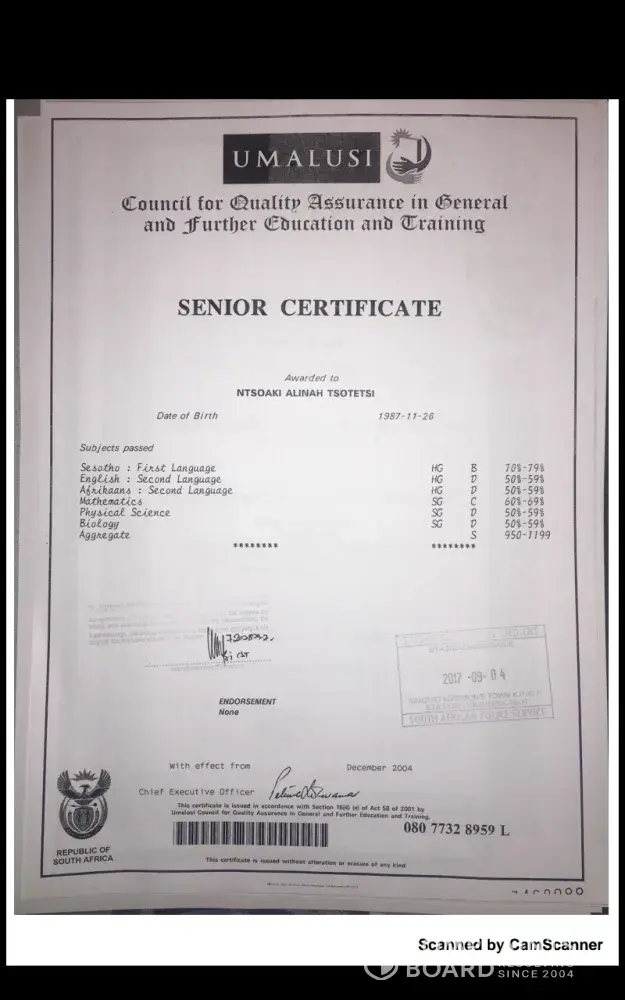 UMALUSI
Council for Quality Assurance in General
and Further Education and Training
SENIOR CERTIFICATE
Awarded to
NTSOAKI ALINAH TSOTETSI
Date of Birth 1987-11-26
Subjects passed
Sesotho : First Language HG B 70%-79%
English : Second Language HG D 50%-59%
Afrikaans : Second Language HG D 50%-59%
Mathematics SG C 60%-69%
Physical Science SG D 50%-59%
Biology SG D 50%-59%
Aggregate S 950-1199
******** ********
2017 -09- 04
SOUTH AFRICAN POLICE SERVICE
ENDORSEMENT
None
With effect from December 2004
Chief Executive Officer
This certificate is issued in accordance with Section 16(4) (e) of Act 58 of 2001 by
Umalusi Council for Quality Assurance in General and Further Education and Training.
080 7732 8959 L
REPUBLIC OF
SOUTH AFRICA
This certificate is issued without alteration or erasure of any kind
Scanned by CamScanner
BOARD
SINCE 2004